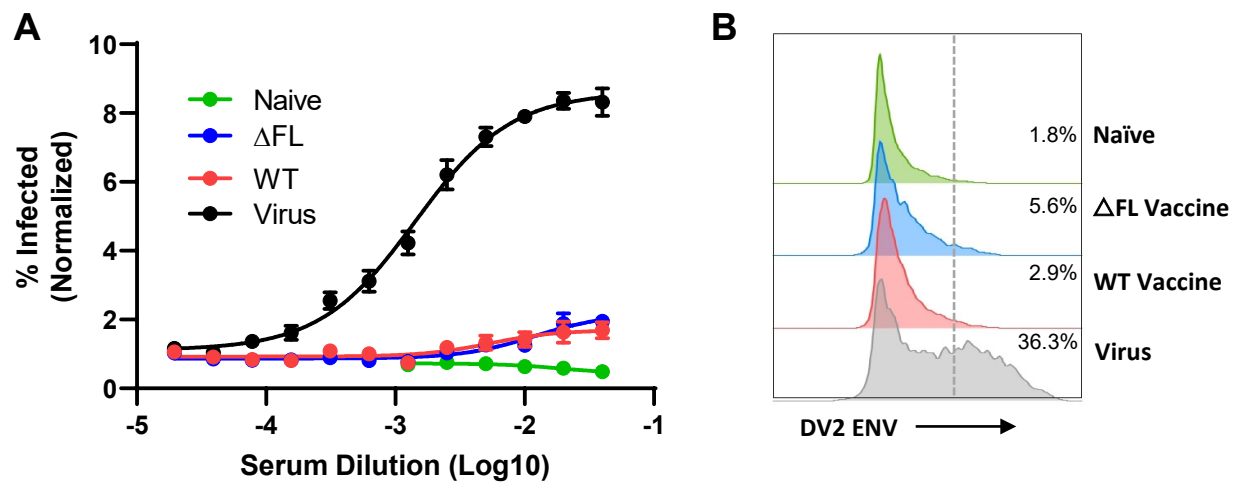 A
10
8
6
4
2
0
% Infected
(Normalized)
Naive
ΔFL
WT
Virus
-5
-4
-3
-2
-1
Serum Dilution (Log10)
B
1.8%
Naïve
5.6%
△FL Vaccine
2.9%
WT Vaccine
36.3%
Virus
DV2 ENV